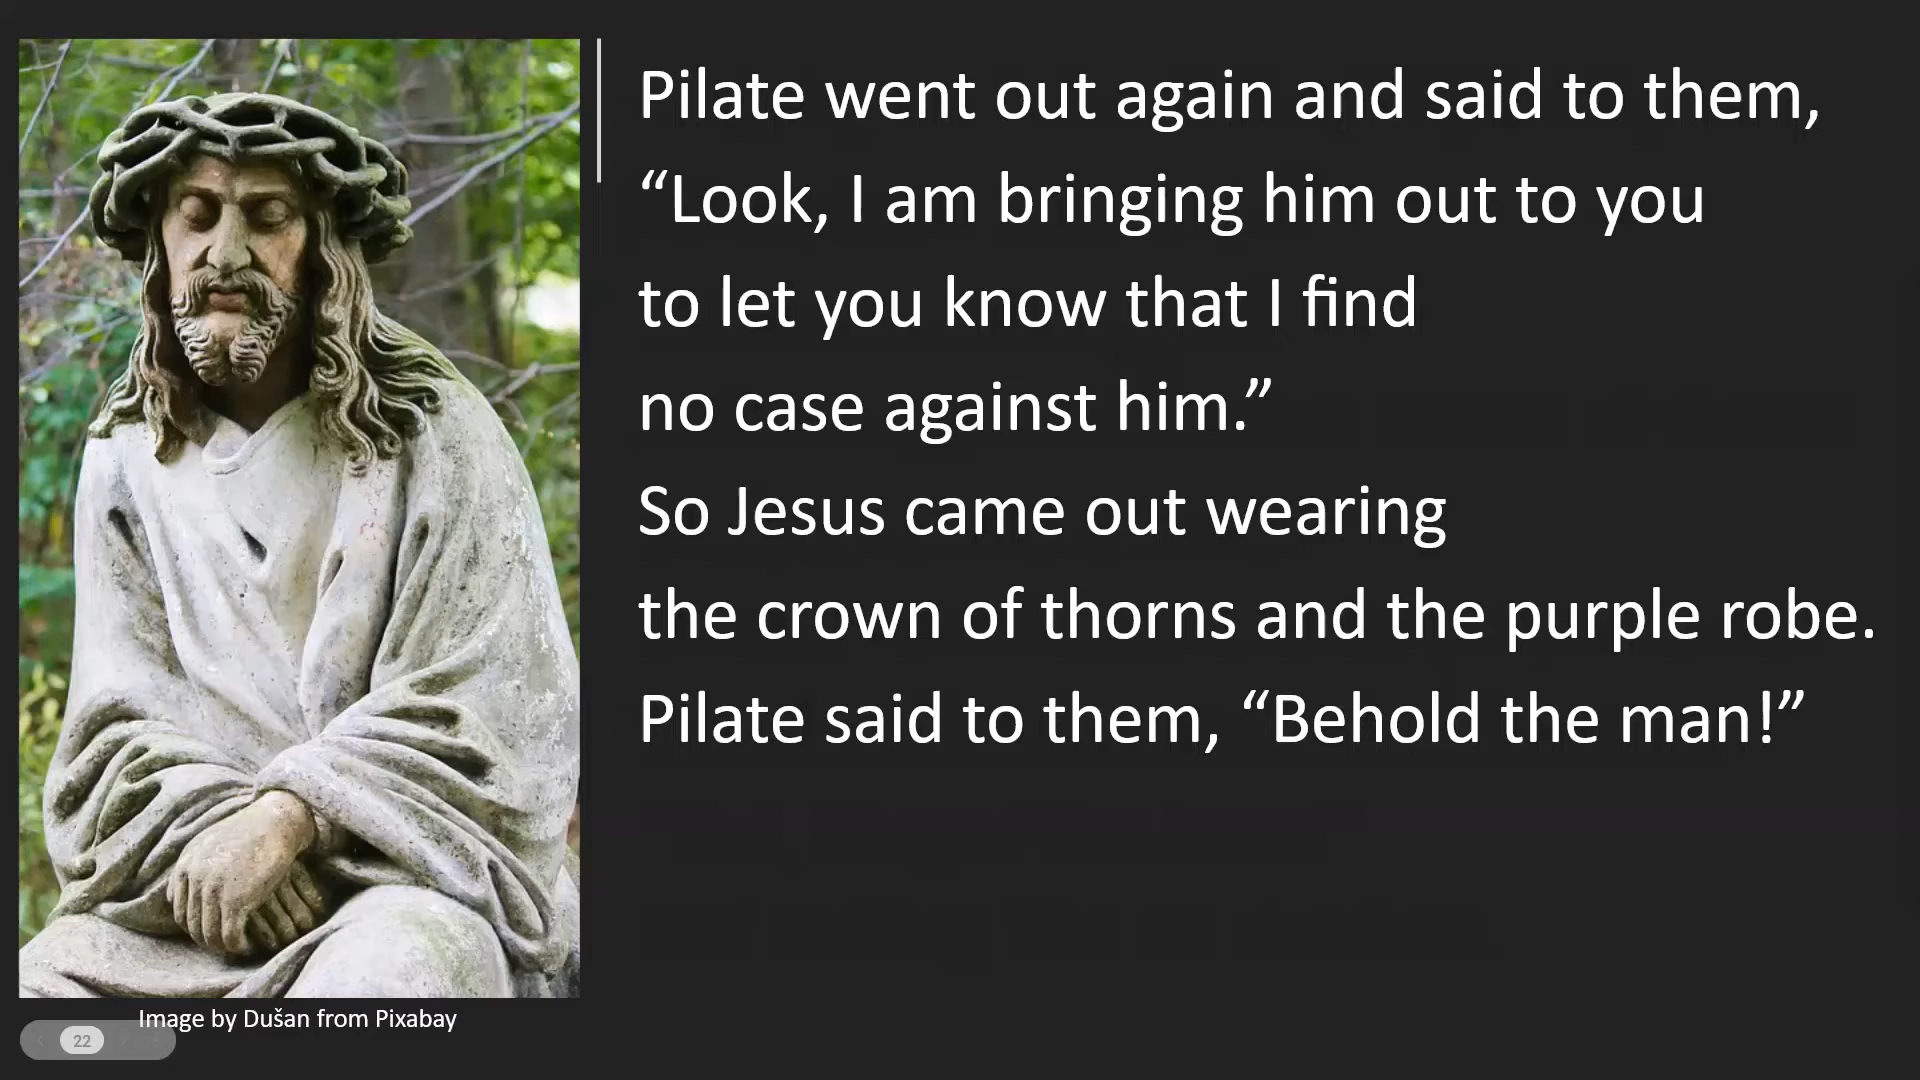 Pilate went out again and said to them,
“Look, I am bringing him out to you
to let you know that I find
no case against him.”
So Jesus came out wearing
the crown of thorns and the purple robe.
Pilate said to them, “Behold the man!”
Image by Dušan from Pixabay
22